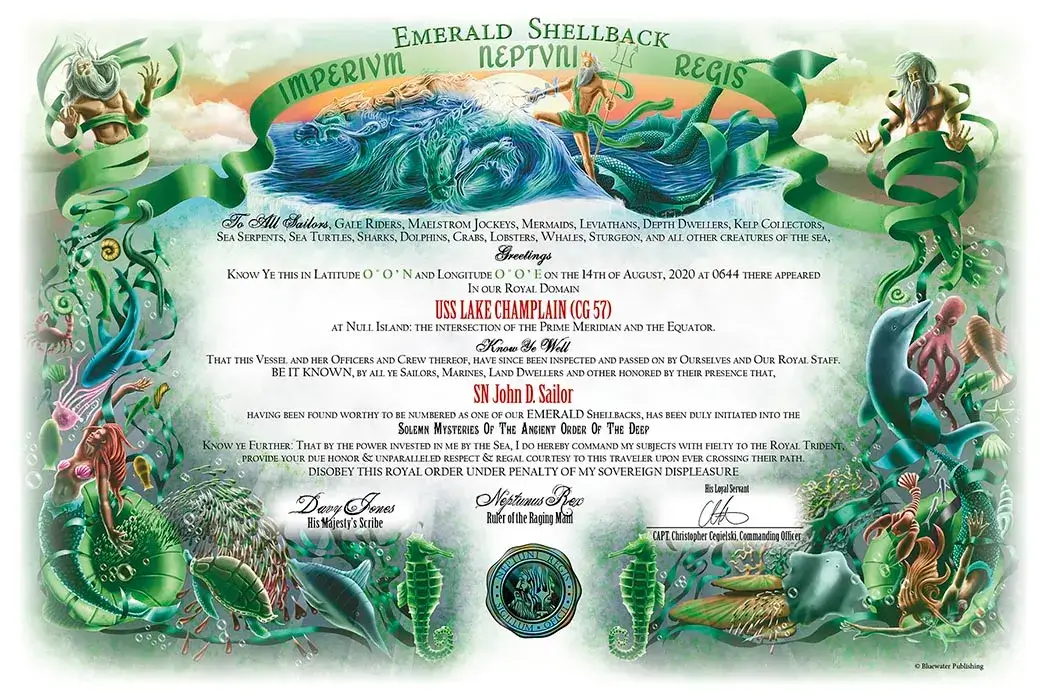 EMERALD SHELLBACK
IMPERIVM NEPTVNI REGIS
To All Sailors, GALE RIDERS, MAELSTROM JOCKEYS, MERMAIDS, LEVIATHANS, DEPTH DWELLERS, KELP COLLECTORS,
SEA SERPENTS, SEA TURTLES, SHARKS, DOLPHINS, CRABS, LOBSTERS, WHALES, STURGEON, AND ALL OTHER CREATURES OF THE SEA,
Greetings
KNOW YE THIS IN LATITUDE 0°0'N AND LONGITUDE 0°0'E ON THE 14TH OF AUGUST, 2020 AT 0644 THERE APPEARED
IN OUR ROYAL DOMAIN
USS LAKE CHAMPLAIN (CG 57)
AT NULL ISLAND: THE INTERSECTION OF THE PRIME MERIDIAN AND THE EQUATOR.
Know Ye Well
THAT THIS VESSEL AND HER OFFICERS AND CREW THEREOF, HAVE SINCE BEEN INSPECTED AND PASSED ON BY OURSELVES AND OUR ROYAL STAFF.
BE IT KNOWN, BY ALL YE SAILORS, MARINES, LAND DWELLERS AND OTHER HONORED BY THEIR PRESENCE THAT,
SN John D. Sailor
HAVING BEEN FOUND WORTHY TO BE NUMBERED AS ONE OF OUR EMERALD SHELLBACKS, HAS BEEN DULY INITIATED INTO THE
SOLEMN MYSTERIES OF THE ANCIENT ORDER OF THE DEEP
KNOW YE FURTHER: THAT BY THE POWER INVESTED IN ME BY THE SEA, I DO HEREBY COMMAND MY SUBJECTS WITH FIELTY TO THE ROYAL TRIDENT,
PROVIDE YOUR DUE HONOR & UNPARALLELED RESPECT & REGAL COURTESY TO THIS TRAVELER UPON EVER CROSSING THEIR PATH.
DISOBEY THIS ROYAL ORDER UNDER PENALTY OF MY SOVEREIGN DISPLEASURE
Davy Jones
His Majesty's Scribe
Neptunus Rex
Ruler of the Raging Main
His Loyal Servant
CAPT. Christopher Cegielski, Commanding Officer
NEPTUNI REGIS
SIGILLUM OFFICI
© Bluewater Publishing